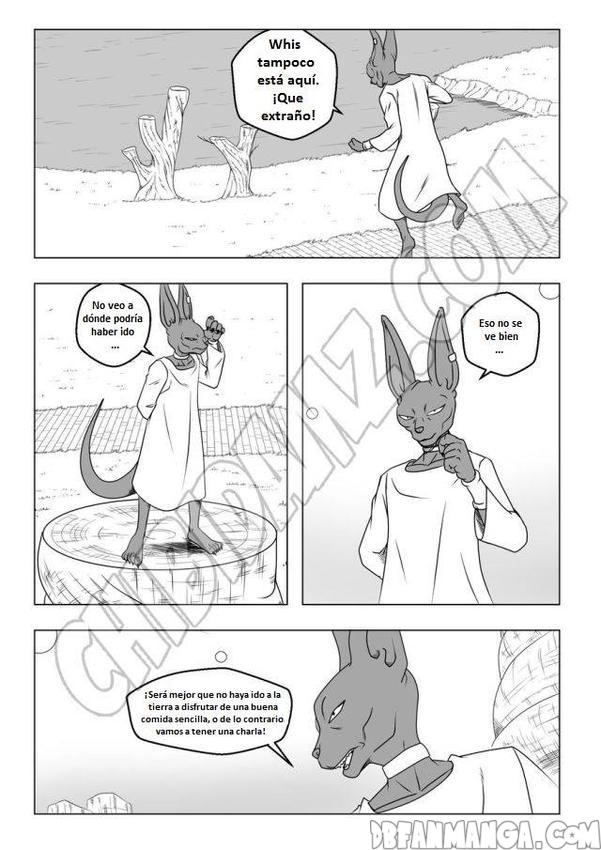 Whis
tampoco
está aquí.
¡Que
extraño!
No veo a
dónde podría
haber ido
...
Eso no se
ve bien
...
¡Será mejor que no haya ido a la
tierra a disfrutar de una buena
comida sencilla, o de lo contrario
vamos a tener una charla!
DBFANMANGA.COM